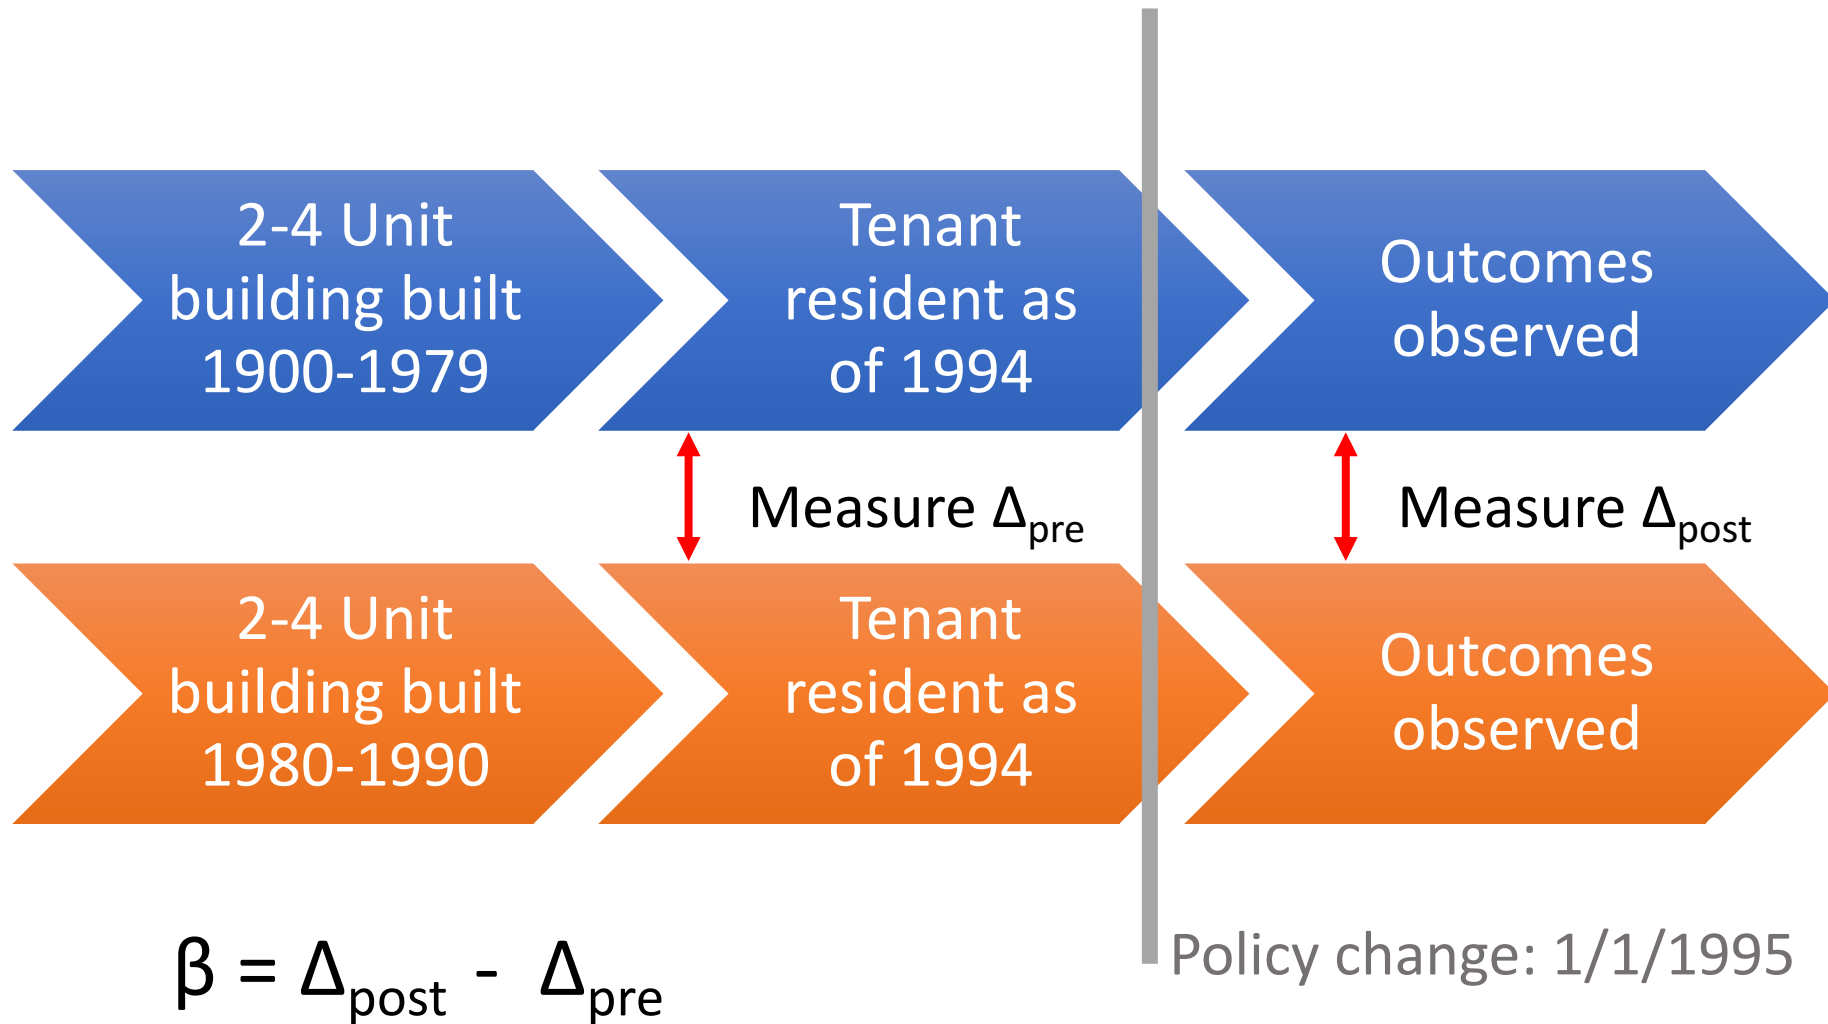 2-4 Unit
building built
1900-1979
Tenant
resident as
of 1994
Outcomes
observed
Measure Δpre
Measure Δpost
2-4 Unit
building built
1980-1990
Tenant
resident as
of 1994
Outcomes
observed
β = Δpost - Δpre
Policy change: 1/1/1995